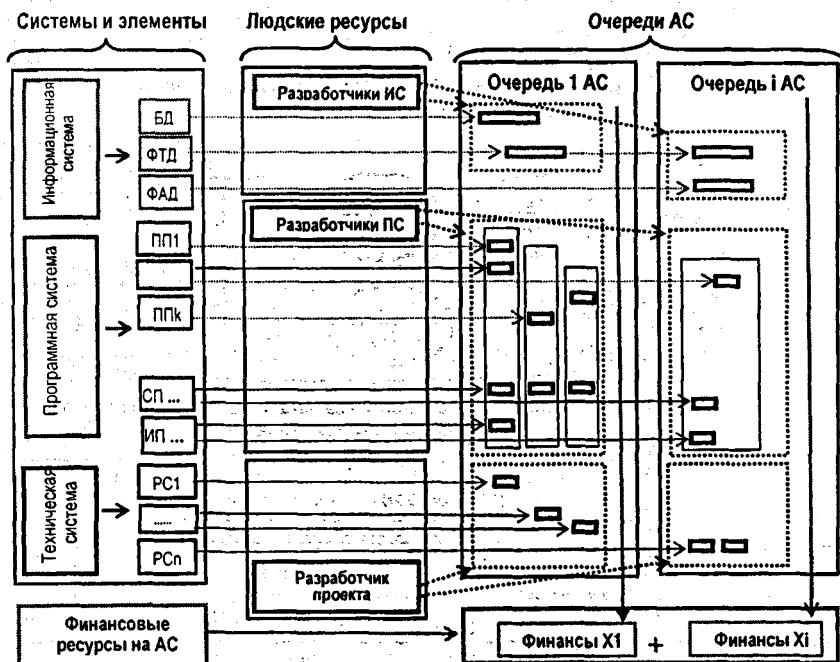 Системы и элементы
Людские ресурсы
Очереди АС
Информационная
система
БД
ФТД
ФАД
Программная система
ПП1
ППk
СП ...
ИП ...
Техническая
система
РС1
......
РСn
Разработчики ИС
Разработчики ПС
Разработчик
проекта
Очередь 1 АС
Очередь i АС
Финансовые
ресурсы на АС
Финансы X1
+
Финансы Xi